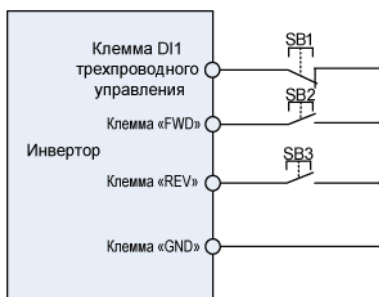 Клемма DI1
трехпроводного
управления
SB1
SB2
Клемма «FWD»
Инвертор
SB3
Клемма «REV»
Клемма «GND»